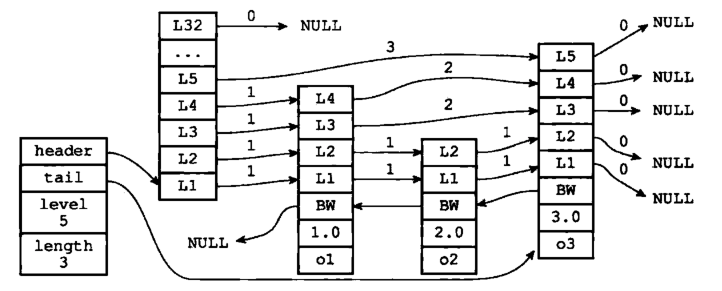 L32 0 NULL
...
L5 3
L4 1
L3 1
L2 1
L1 1
header
tail
level
5
length
3
L4 2
L3 2
L2 1
L1 1
BW
1.0
o1
NULL
L2 1
L1 1
BW
2.0
o2
L5 0 NULL
L4 0 NULL
L3 0 NULL
L2 0 NULL
L1 0 NULL
BW
3.0
o3